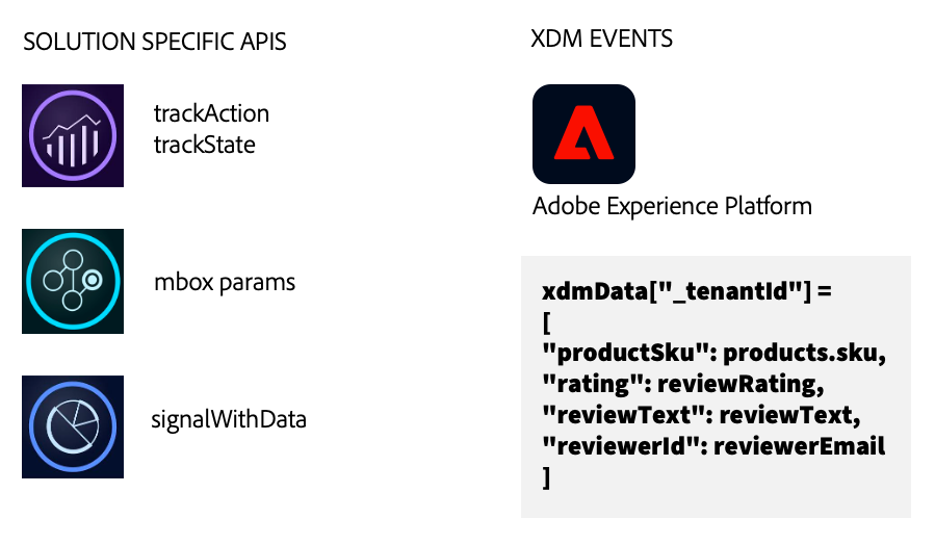 SOLUTION SPECIFIC APIS
trackAction
trackState
mbox params
signalWithData
XDM EVENTS
Adobe Experience Platform
xdmData["_tenantId"] =
[
"productSku": products.sku,
"rating": reviewRating,
"reviewText": reviewText,
"reviewerId": reviewerEmail
]